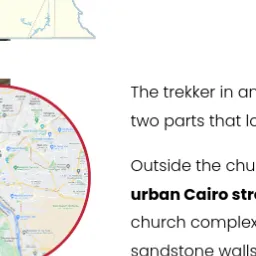 The trekker in an
two parts that lo
Outside the chu
urban Cairo stre
church complex
sandstone walls